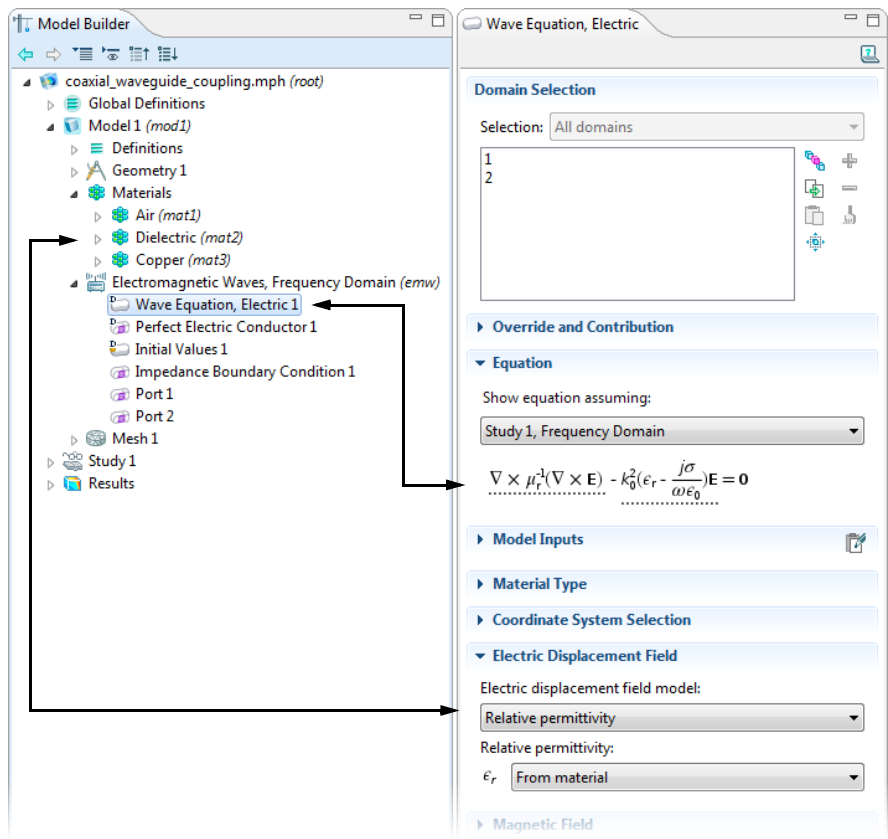 Model Builder
coaxial_waveguide_coupling.mph (root)
Global Definitions
Model 1 (mod1)
Definitions
Geometry 1
Materials
Air (mat1)
Dielectric (mat2)
Copper (mat3)
Electromagnetic Waves, Frequency Domain (emw)
D Wave Equation, Electric 1
D Perfect Electric Conductor 1
D Initial Values 1
Impedance Boundary Condition 1
Port 1
Port 2
Mesh 1
Study 1
Results
Wave Equation, Electric
Domain Selection
Selection: All domains
1
2
Override and Contribution
Equation
Show equation assuming:
Study 1, Frequency Domain
∇ × μr⁻¹(∇ × E) - k₀²(ϵr - jσ/ωϵ₀)E = 0
Model Inputs
Material Type
Coordinate System Selection
Electric Displacement Field
Electric displacement field model:
Relative permittivity
Relative permittivity:
ϵr From material
Magnetic Field